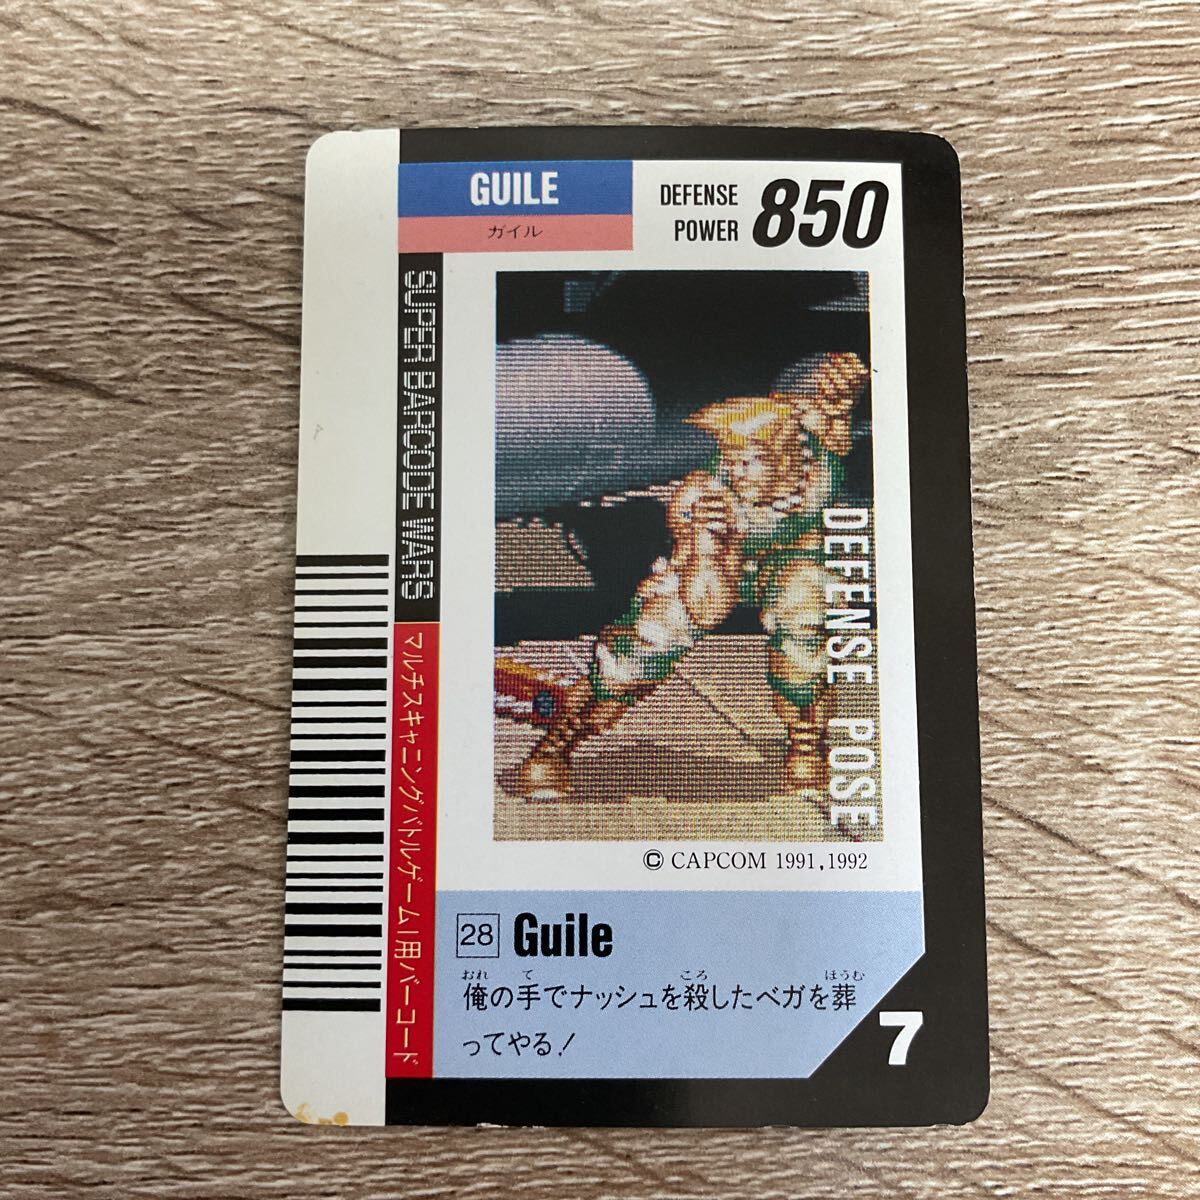 GUILE
ガイル
DEFENSE
POWER
850
SUPER BARCODE WARS
マルチスキャニングバトルゲーム!用バーコード
DEFENSE POSE
© CAPCOM 1991,1992
28 Guile
おれ て ころ ほうむ
俺の手でナッシュを殺したベガを葬
ってやる!
7